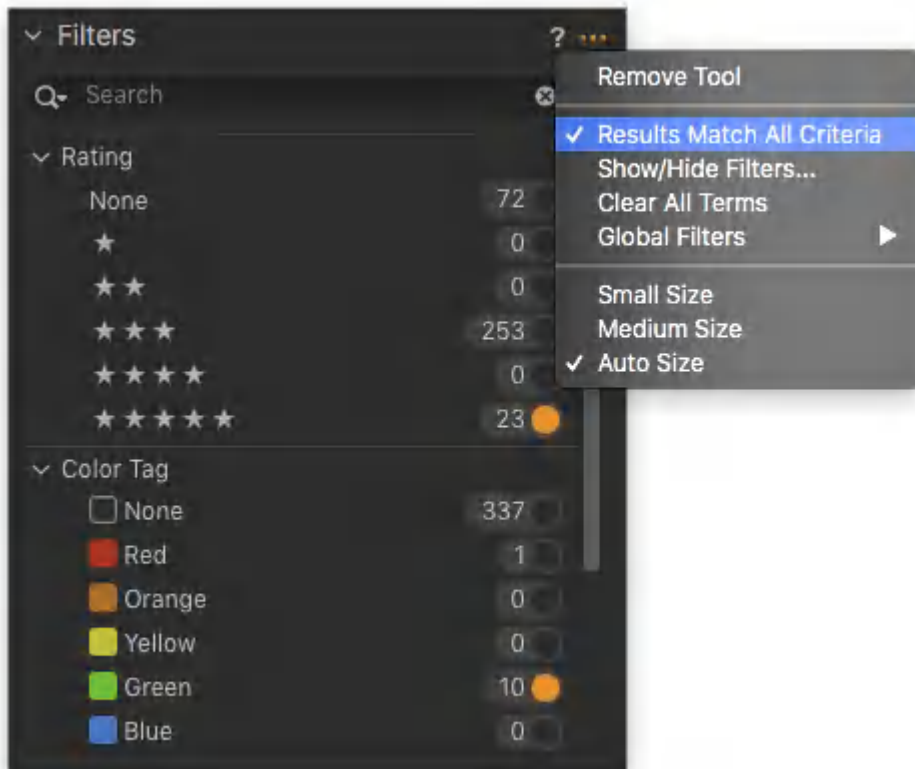 Filters ? ...
Search
Rating
None 72
★ 0
★★ 0
★★★ 253
★★★★ 0
★★★★★ 23
Color Tag
None 337
Red 1
Orange 0
Yellow 0
Green 10
Blue 0
Remove Tool
✓ Results Match All Criteria
Show/Hide Filters...
Clear All Terms
Global Filters ▶
Small Size
Medium Size
✓ Auto Size